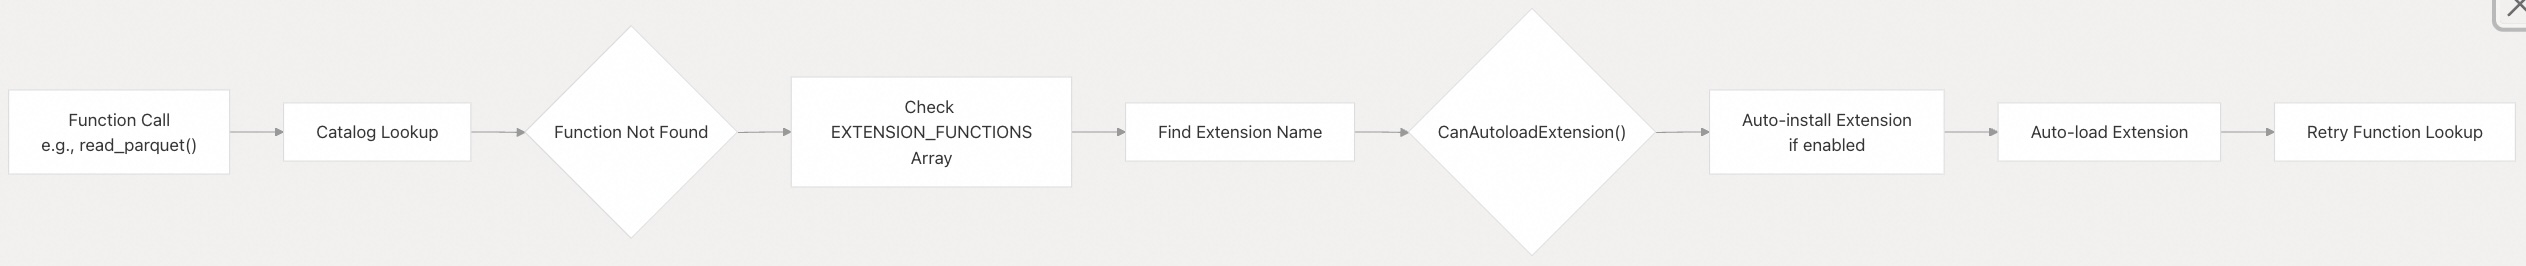 Function Call
e.g., read_parquet()
Catalog Lookup
Function Not Found
Check
EXTENSION_FUNCTIONS
Array
Find Extension Name
CanAutoloadExtension()
Auto-install Extension
if enabled
Auto-load Extension
Retry Function Lookup